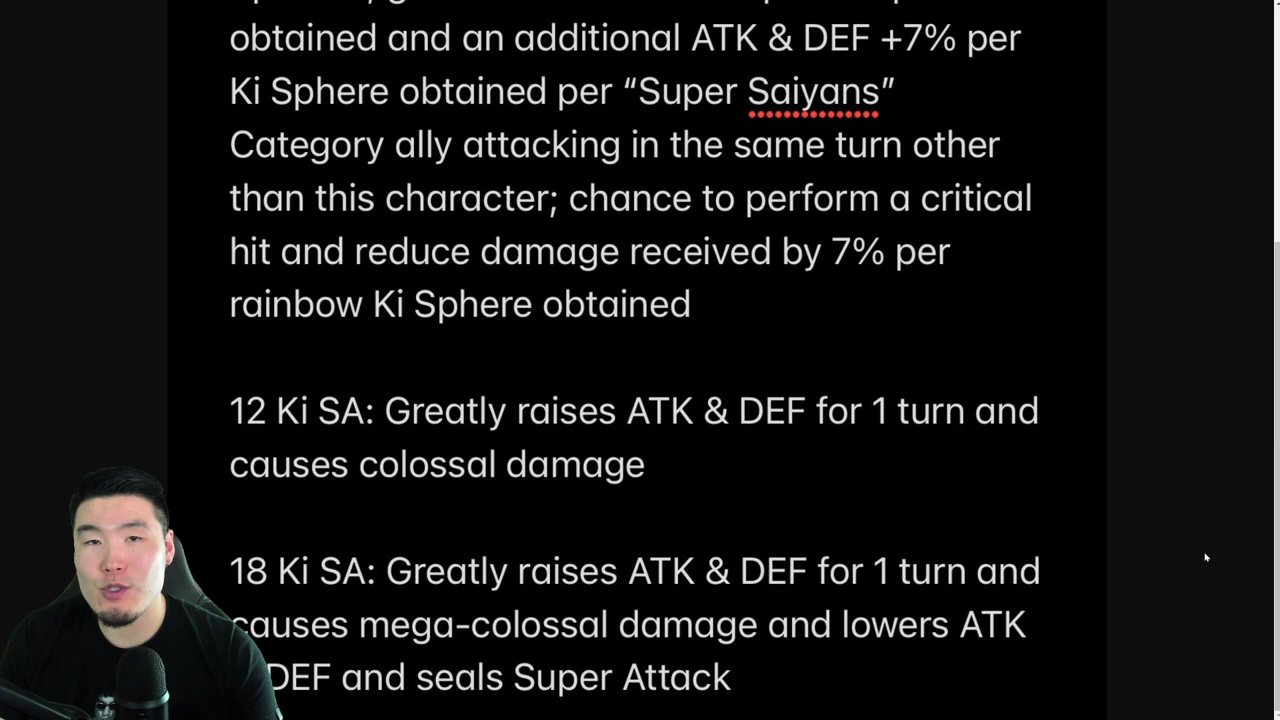 obtained and an additional ATK & DEF +7% per
Ki Sphere obtained per “Super Saiyans”
Category ally attacking in the same turn other
than this character; chance to perform a critical
hit and reduce damage received by 7% per
rainbow Ki Sphere obtained
12 Ki SA: Greatly raises ATK & DEF for 1 turn and
causes colossal damage
18 Ki SA: Greatly raises ATK & DEF for 1 turn and
causes mega-colossal damage and lowers ATK
DEF and seals Super Attack